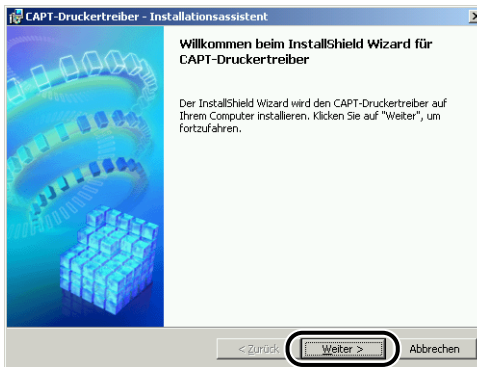 CAPT-Druckertreiber - Installationsassistent
Willkommen beim InstallShield Wizard für
CAPT-Druckertreiber
Der InstallShield Wizard wird den CAPT-Druckertreiber auf
Ihrem Computer installieren. Klicken Sie auf "Weiter", um
fortzufahren.
< Zurück
Weiter >
Abbrechen